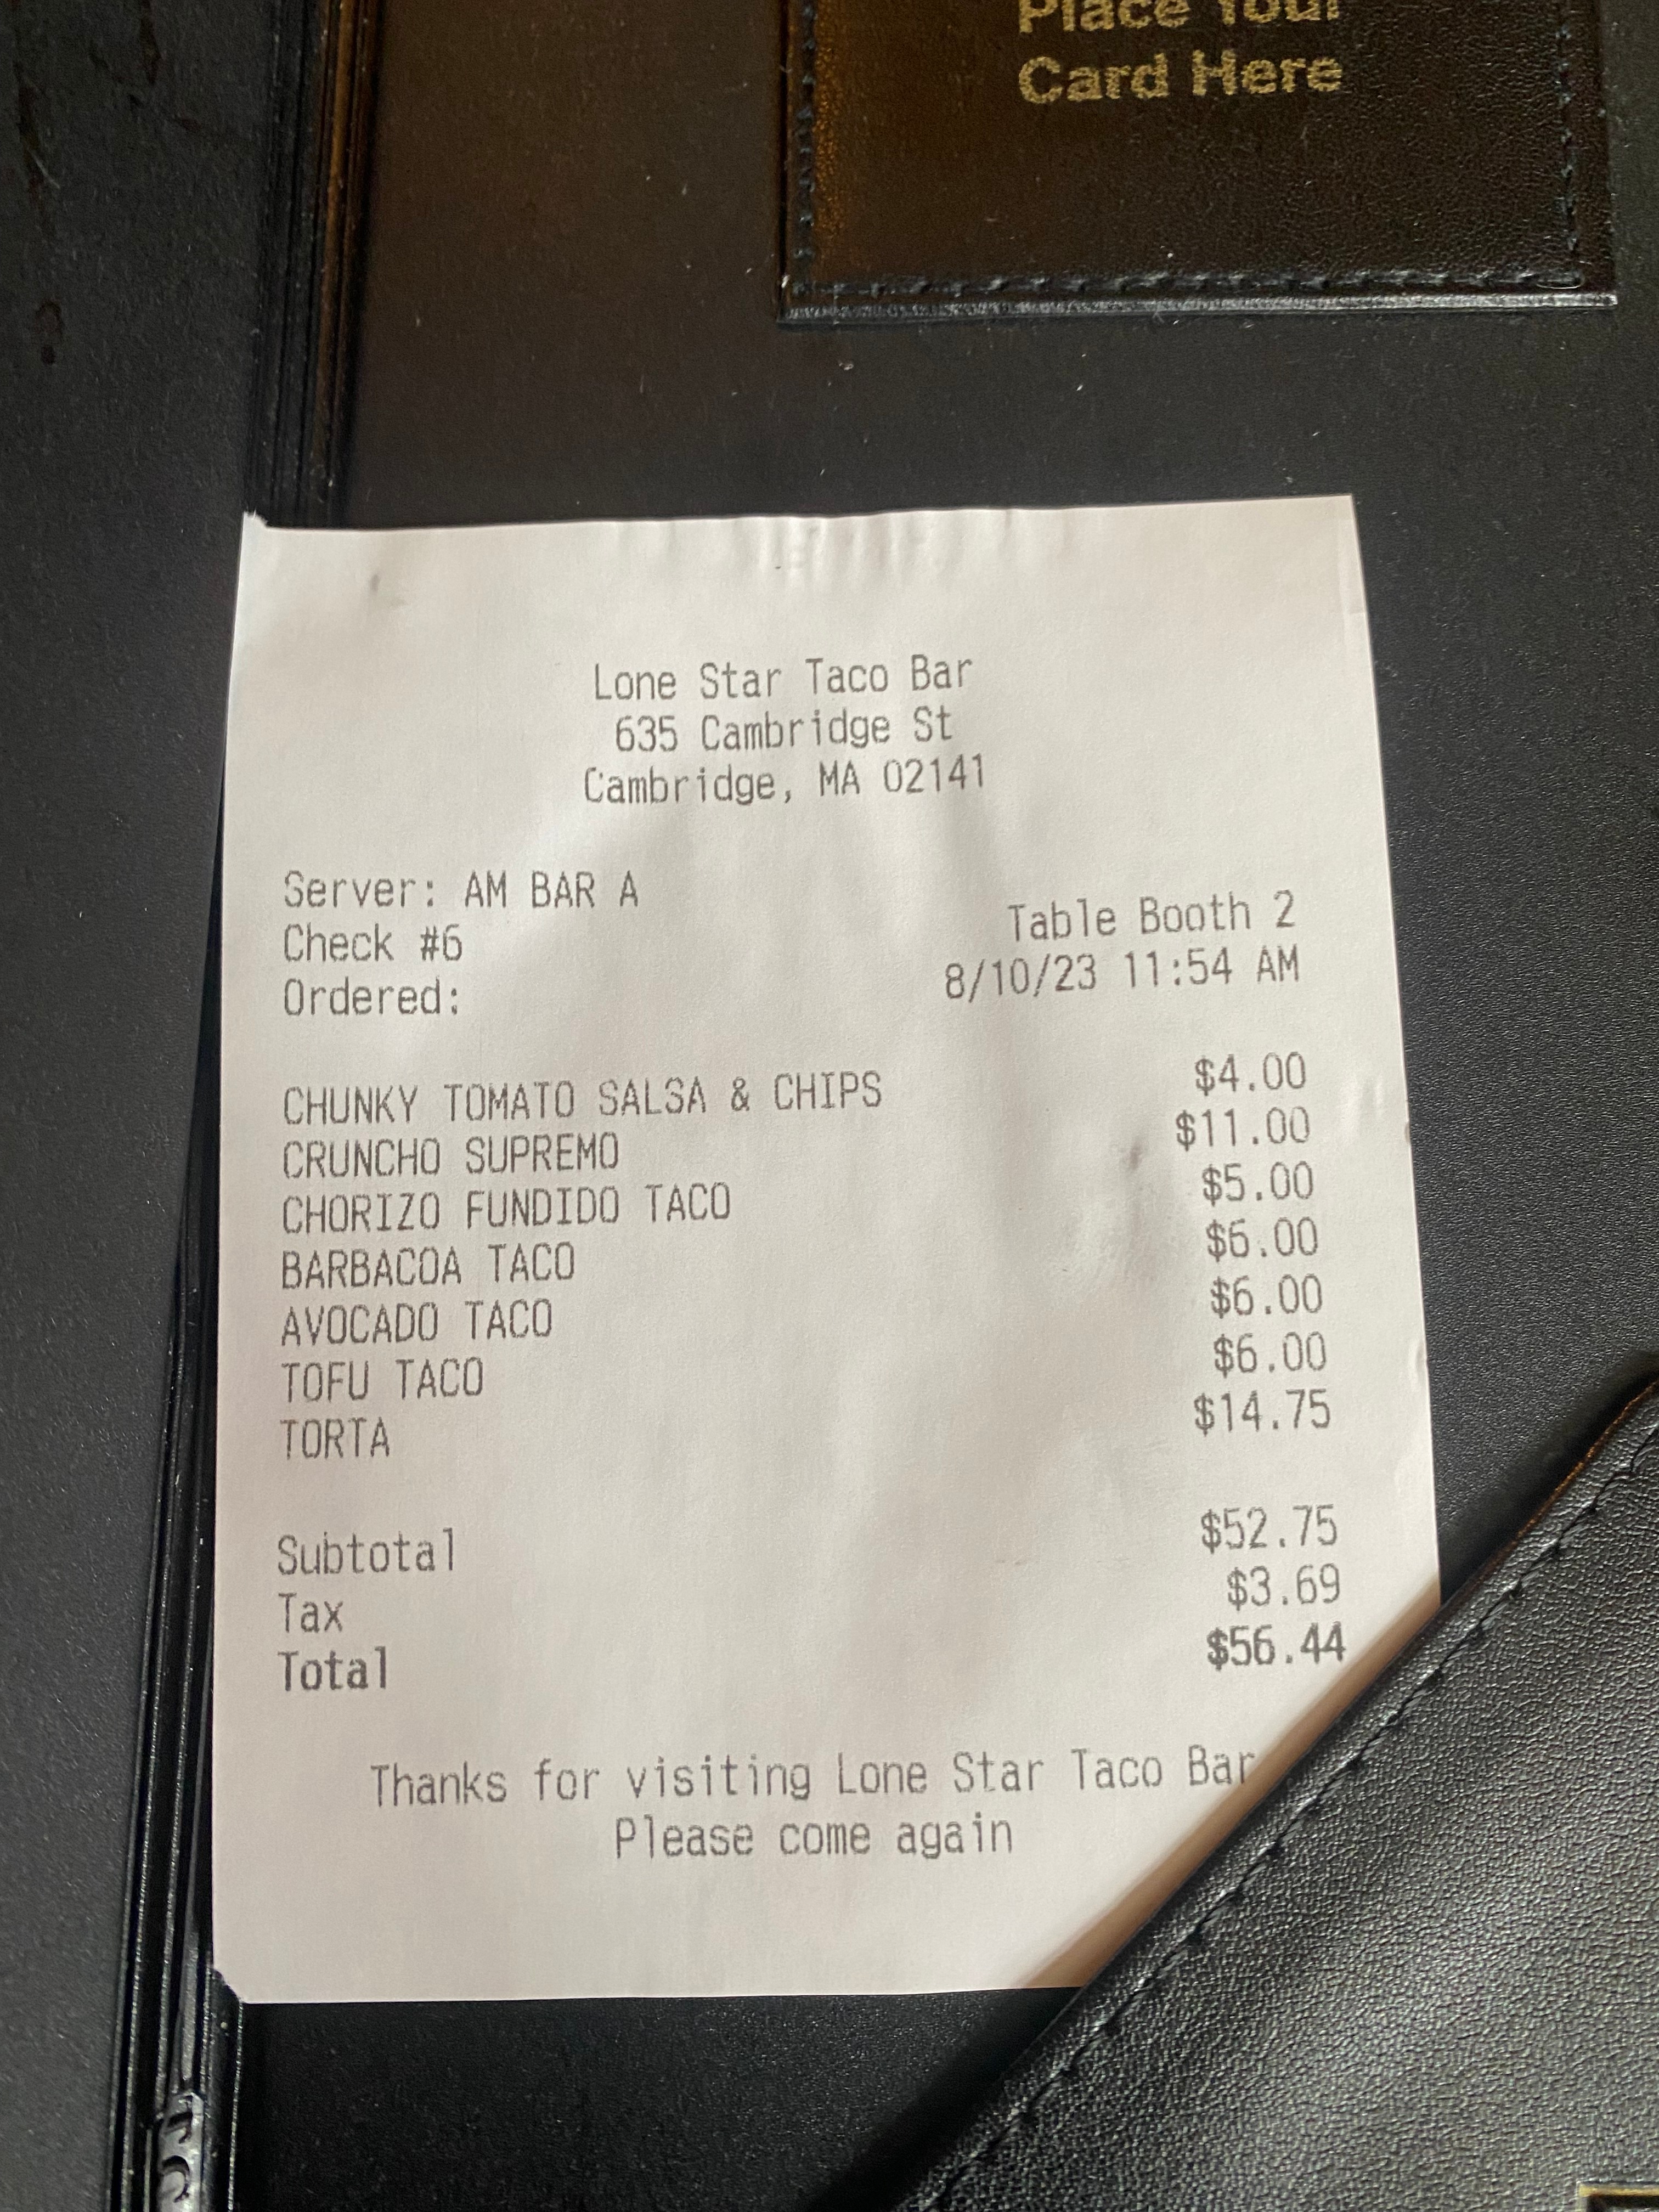 Place Your
Card Here
Lone Star Taco Bar
635 Cambridge St
Cambridge, MA 02141
Server: AM BAR A
Check #6 Table Booth 2
Ordered: 8/10/23 11:54 AM
CHUNKY TOMATO SALSA & CHIPS $4.00
CRUNCHO SUPREMO $11.00
CHORIZO FUNDIDO TACO $5.00
BARBACOA TACO $6.00
AVOCADO TACO $6.00
TOFU TACO $6.00
TORTA $14.75
Subtotal $52.75
Tax $3.69
Total $56.44
Thanks for visiting Lone Star Taco Bar
Please come again